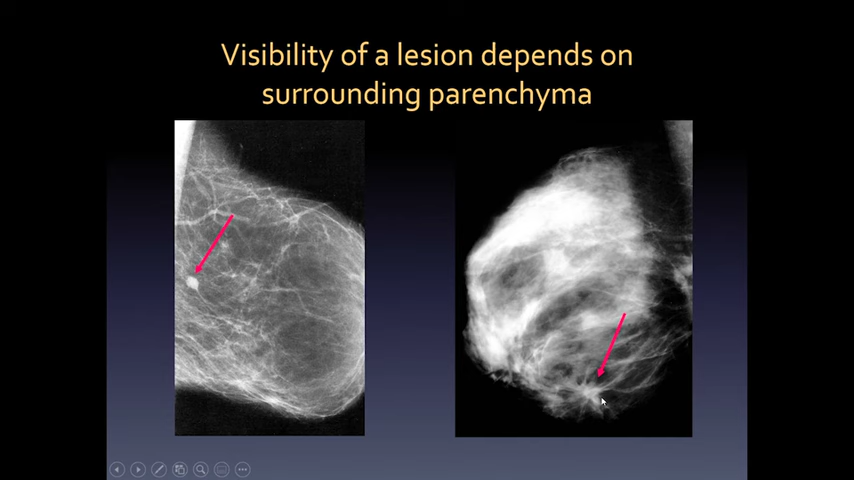 Visibility of a lesion depends on
surrounding parenchyma